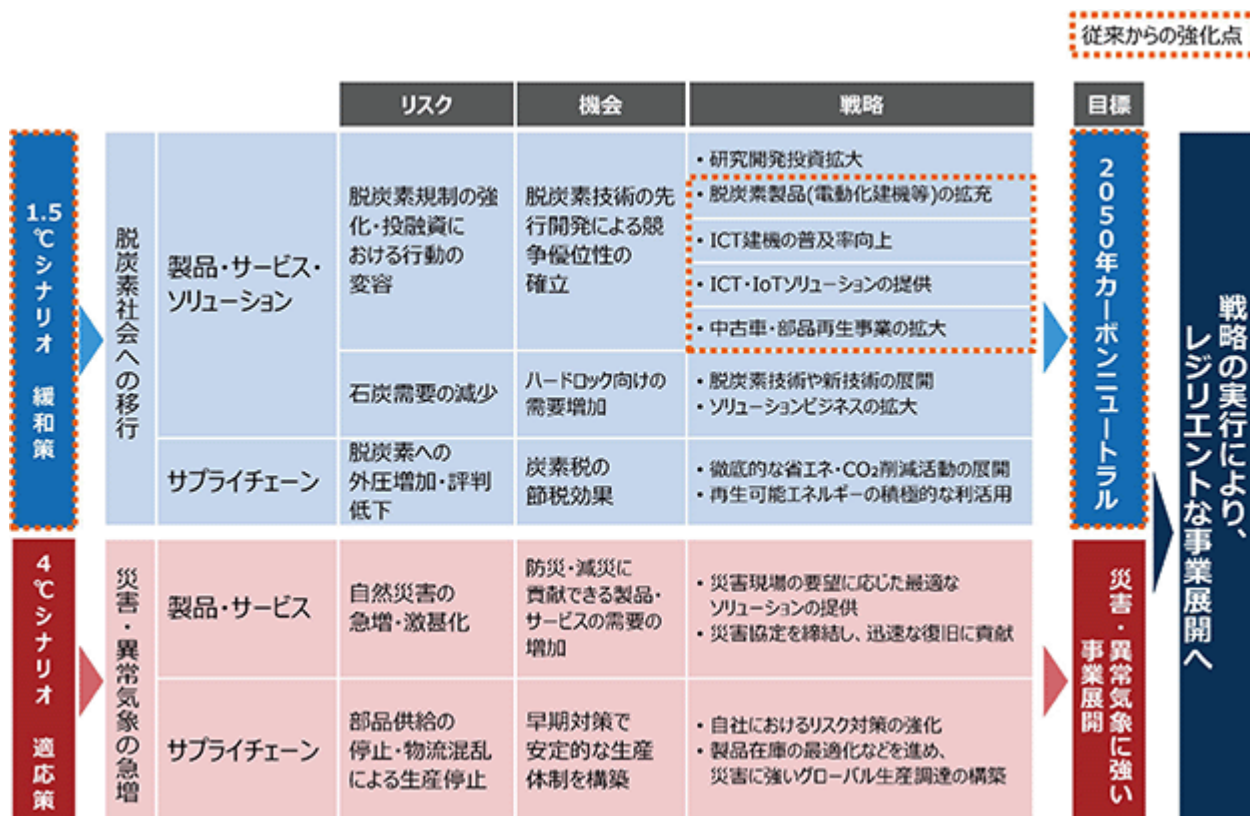 従来からの強化点
リスク
機会
戦略
目標
1.5℃シナリオ 緩和策
脱炭素社会への移行
製品・サービス・
ソリューション
脱炭素規制の強
化・投融資に
おける行動の
変容
脱炭素技術の先
行開発による競
争優位性の
確立
・研究開発投資拡大
・脱炭素製品(電動化建機等)の拡充
・ICT建機の普及率向上
・ICT・IoTソリューションの提供
・中古車・部品再生事業の拡大
石炭需要の減少
ハードロック向けの
需要増加
・脱炭素技術や新技術の展開
・ソリューションビジネスの拡大
サプライチェーン
脱炭素への
外圧増加・評判
低下
炭素税の
節税効果
・徹底的な省エネ・CO₂削減活動の展開
・再生可能エネルギーの積極的な利活用
2050年カーボンニュートラル
4℃シナリオ 適応策
災害・異常気象の急増
製品・サービス
自然災害の
急増・激甚化
防災・減災に
貢献できる製品・
サービスの需要の
増加
・災害現場の要望に応じた最適な
ソリューションの提供
・災害協定を締結し、迅速な復旧に貢献
サプライチェーン
部品供給の
停止・物流混乱
による生産停止
早期対策で
安定的な生産
体制を構築
・自社におけるリスク対策の強化
・製品在庫の最適化などを進め、
災害に強いグローバル生産調達の構築
災害・異常気象に強い
事業展開
戦略の実行により、
レジリエントな事業展開へ